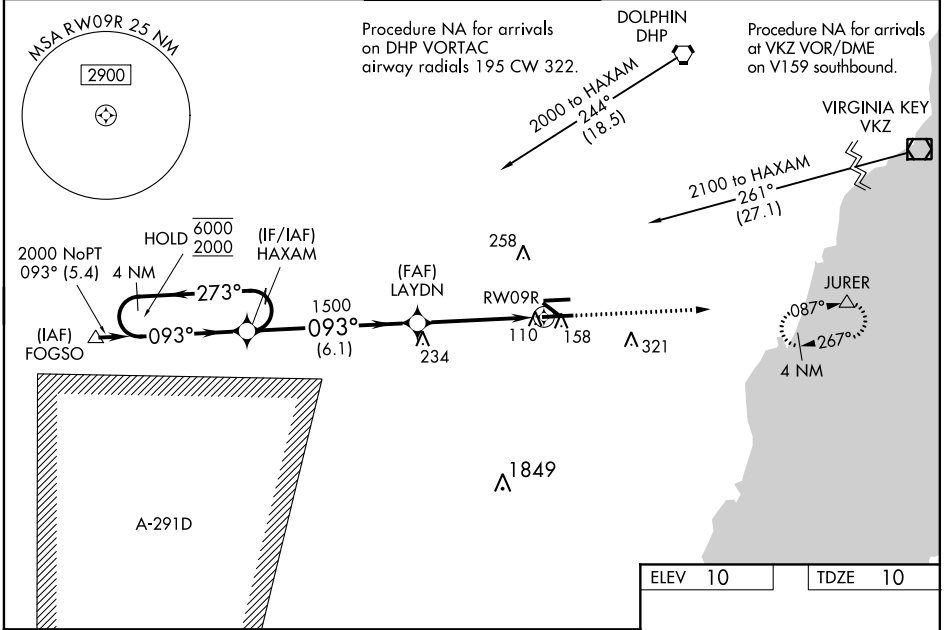 MSA RW09R 25 NM
2900
Procedure NA for arrivals
on DHP VORTAC
airway radials 195 CW 322.
DOLPHIN
DHP
Procedure NA for arrivals
at VKZ VOR/DME
on V159 southbound.
2000 to HAXAM
244°
(18.5)
VIRGINIA KEY
VKZ
2100 to HAXAM
261°
(27.1)
HOLD
6000
2000
(IF/IAF)
HAXAM
2000 NoPT
093° (5.4)
4 NM
273°
093°
(IAF)
FOGSO
1500
093°
(6.1)
(FAF)
LAYDN
234
258
RW09R
110
158
321
JURER
087°
267°
4 NM
1849
A-291D
ELEV 10
TDZE 10